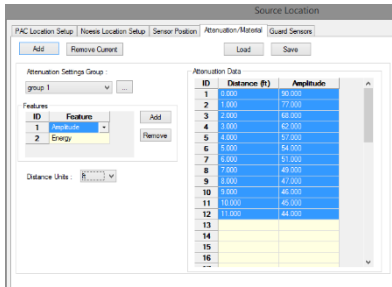 Source Location
PAC Location Setup Noesis Location Setup Sensor Position Attenuation/Material Guard Sensors
Add Remove Current Load Save
Attenuation Settings Group :
group 1 ...
Features
ID Feature
1 Amplitude
2 Energy
Add
Remove
Distance Units : ft
Attenuation Data
ID Distance (ft) Amplitude
1 0.000 90.000
2 1.000 77.000
3 2.000 68.000
4 3.000 62.000
5 4.000 57.000
6 5.000 54.000
7 6.000 51.000
8 7.000 49.000
9 8.000 47.000
10 9.000 46.000
11 10.000 45.000
12 11.000 44.000
13
14
15
16